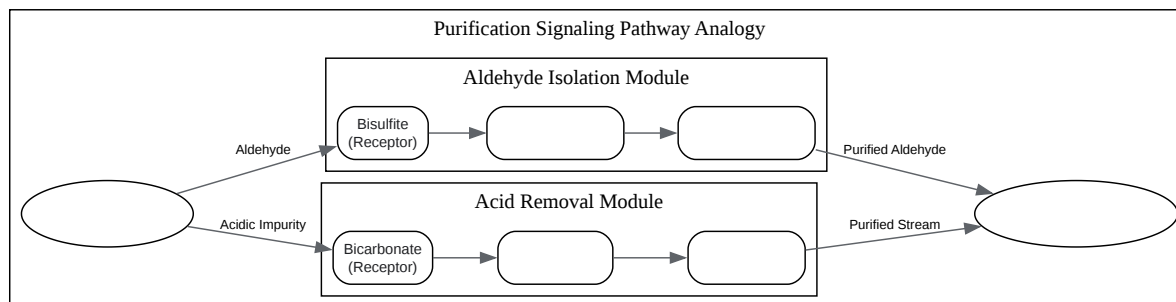 Purification Signaling Pathway Analogy
Aldehyde Isolation Module
Bisulfite
(Receptor)
Aldehyde
Purified Aldehyde
Acid Removal Module
Acidic Impurity
Purified Stream
Bicarbonate
(Receptor)